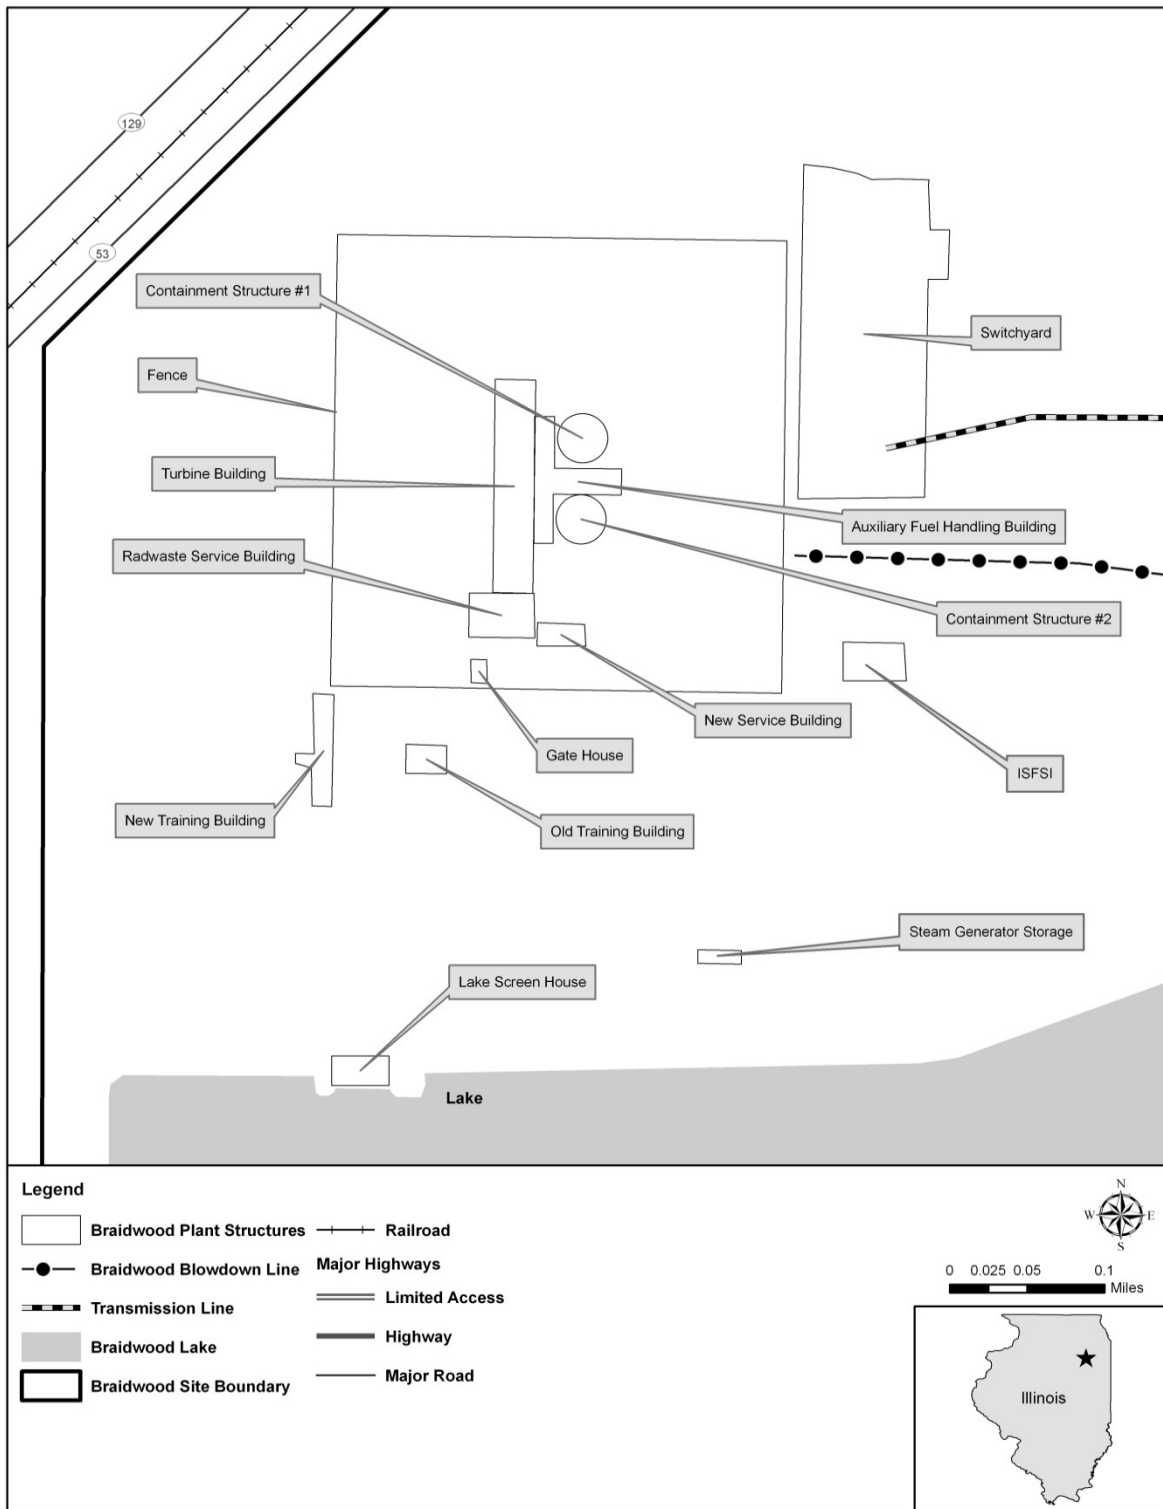 129
53
Containment Structure #1
Switchyard
Fence
Turbine Building
Auxiliary Fuel Handling Building
Radwaste Service Building
Containment Structure #2
New Service Building
Gate House
ISFSI
New Training Building
Old Training Building
Steam Generator Storage
Lake Screen House
Lake
Legend
Braidwood Plant Structures
Braidwood Blowdown Line
Transmission Line
Braidwood Lake
Braidwood Site Boundary
Railroad
Major Highways
Limited Access
Highway
Major Road
N
W E
S
0 0.025 0.05 0.1
Miles
Illinois